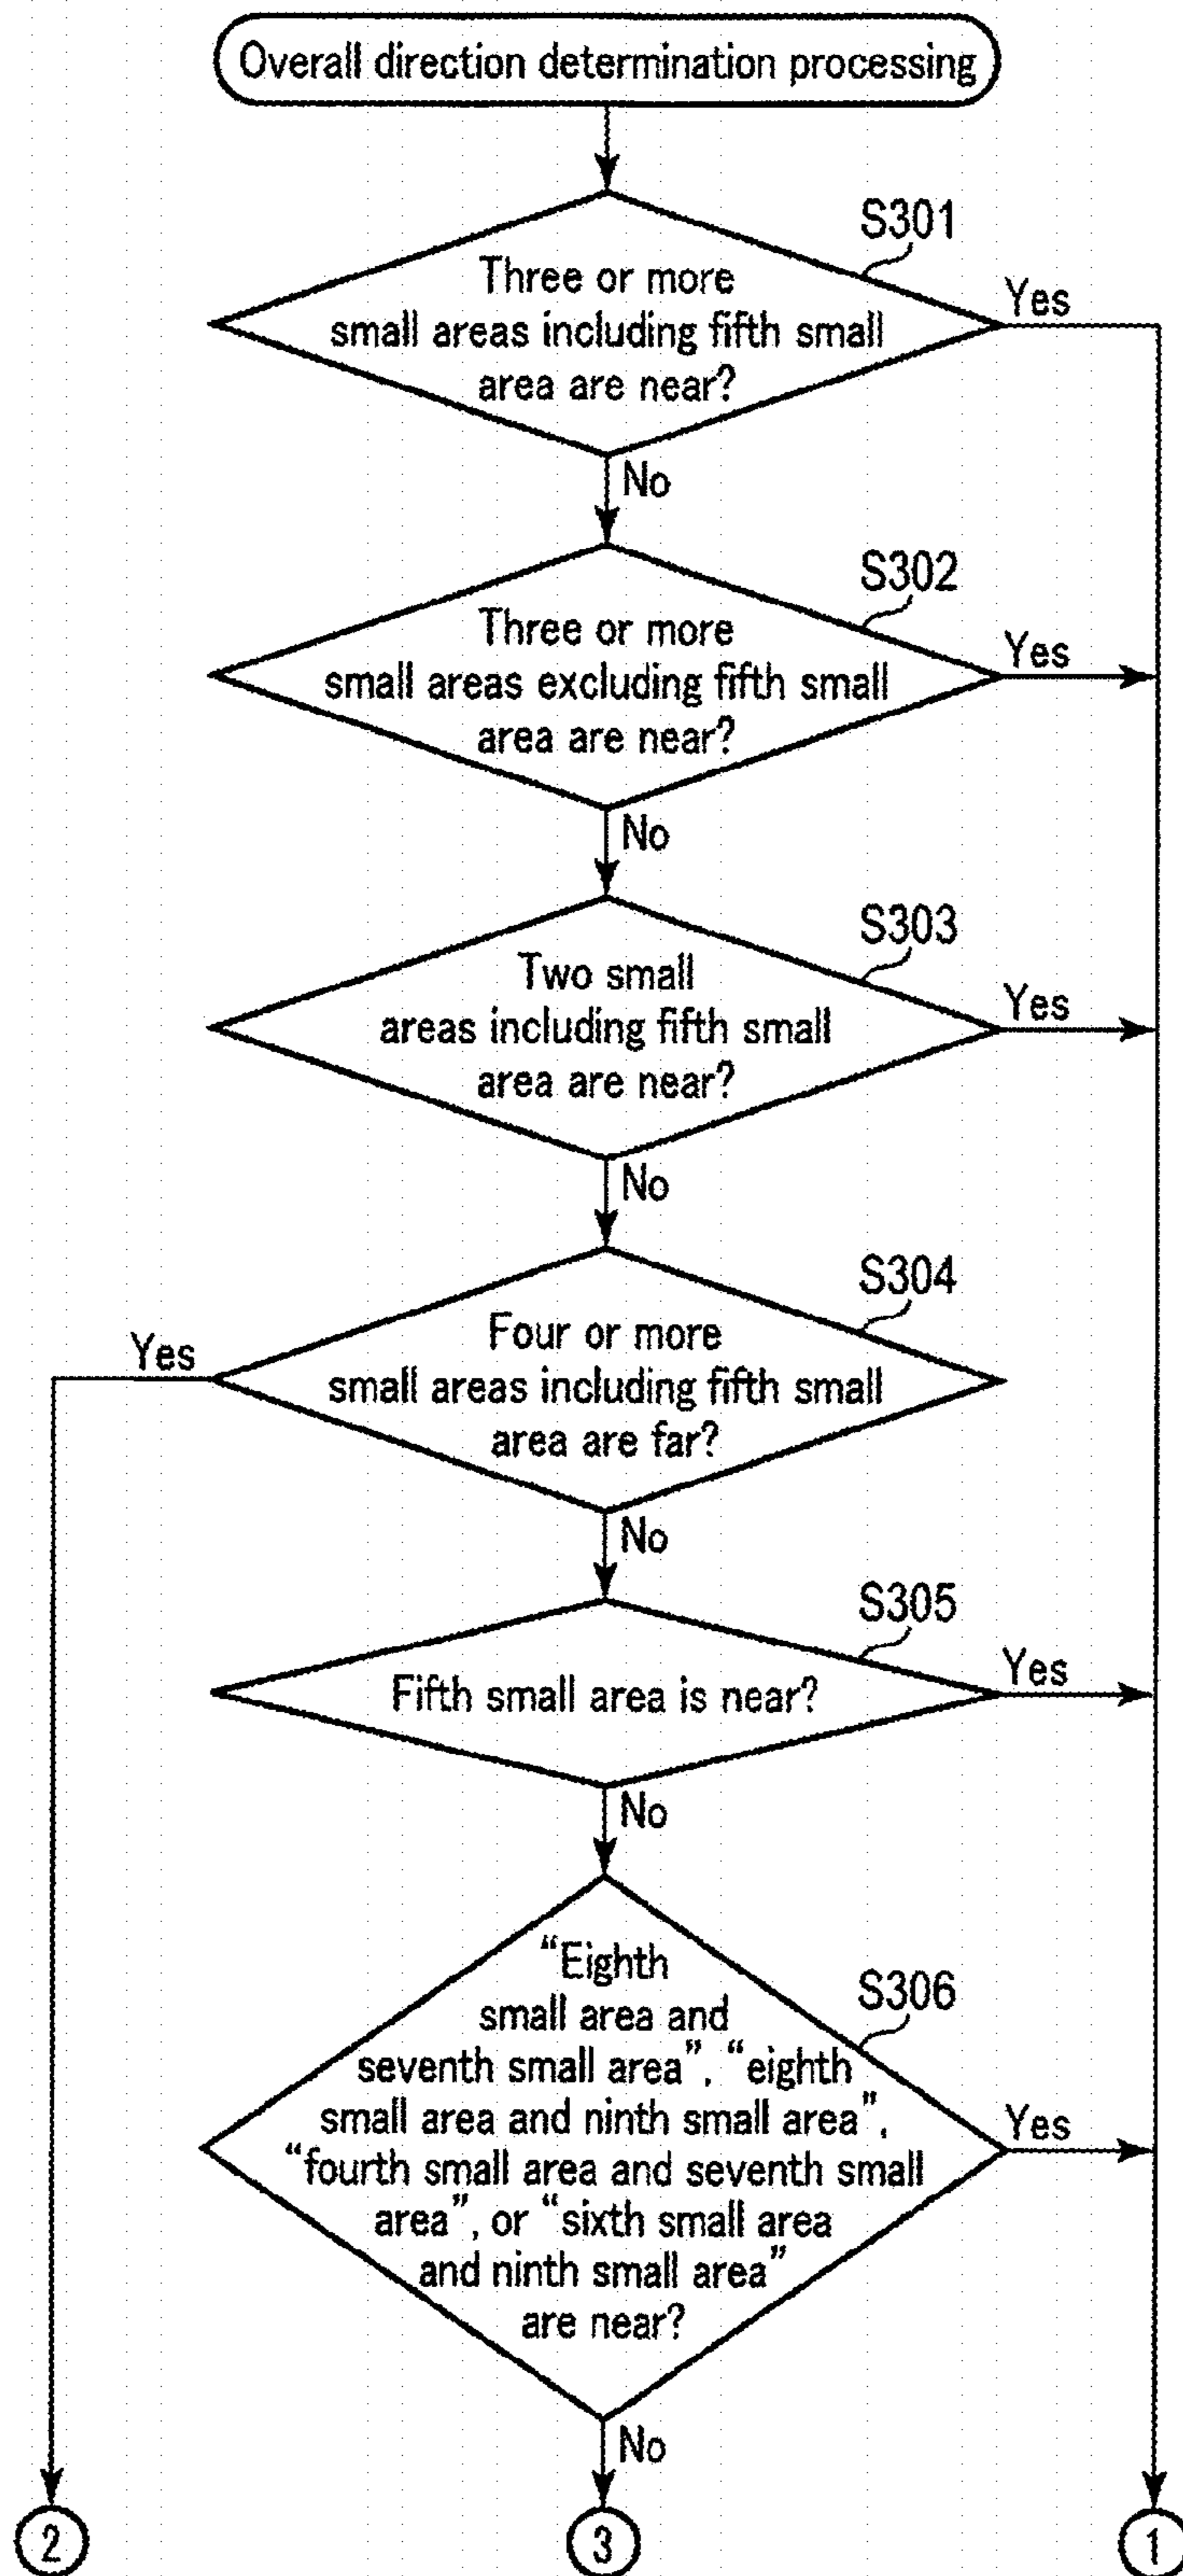 Overall direction determination processing
S301
Three or more
small areas including fifth small
area are near?
Yes
No
S302
Three or more
small areas excluding fifth small
area are near?
Yes
No
S303
Two small
areas including fifth small
area are near?
Yes
No
S304
Four or more
small areas including fifth small
area are far?
Yes
No
S305
Fifth small area is near?
Yes
No
S306
“Eighth
small area and
seventh small area”, “eighth
small area and ninth small area”,
“fourth small area and seventh small
area”, or “sixth small area
and ninth small area”
are near?
Yes
No
2
3
1